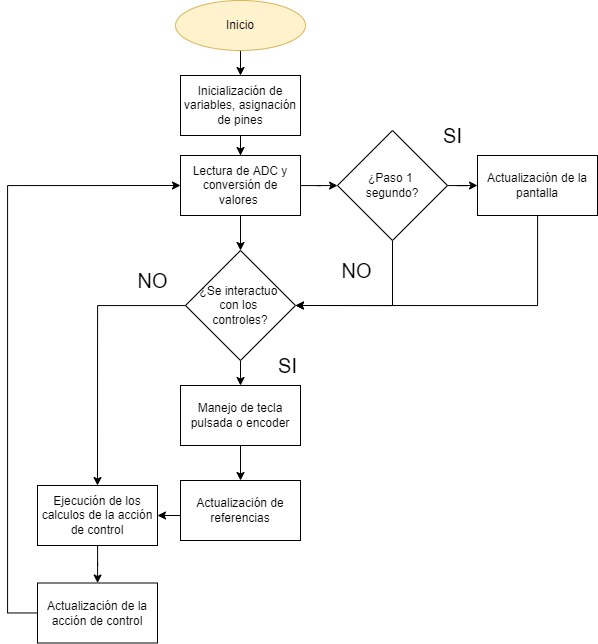 Inicio
Inicialización de
variables, asignación
de pines
Lectura de ADC y
conversión de
valores
¿Paso 1
segundo?
SI
Actualización de la
pantalla
NO
¿Se interactuo
con los
controles?
NO
SI
Manejo de tecla
pulsada o encoder
Actualización de
referencias
Ejecución de los
calculos de la acción
de control
Actualización de la
acción de control